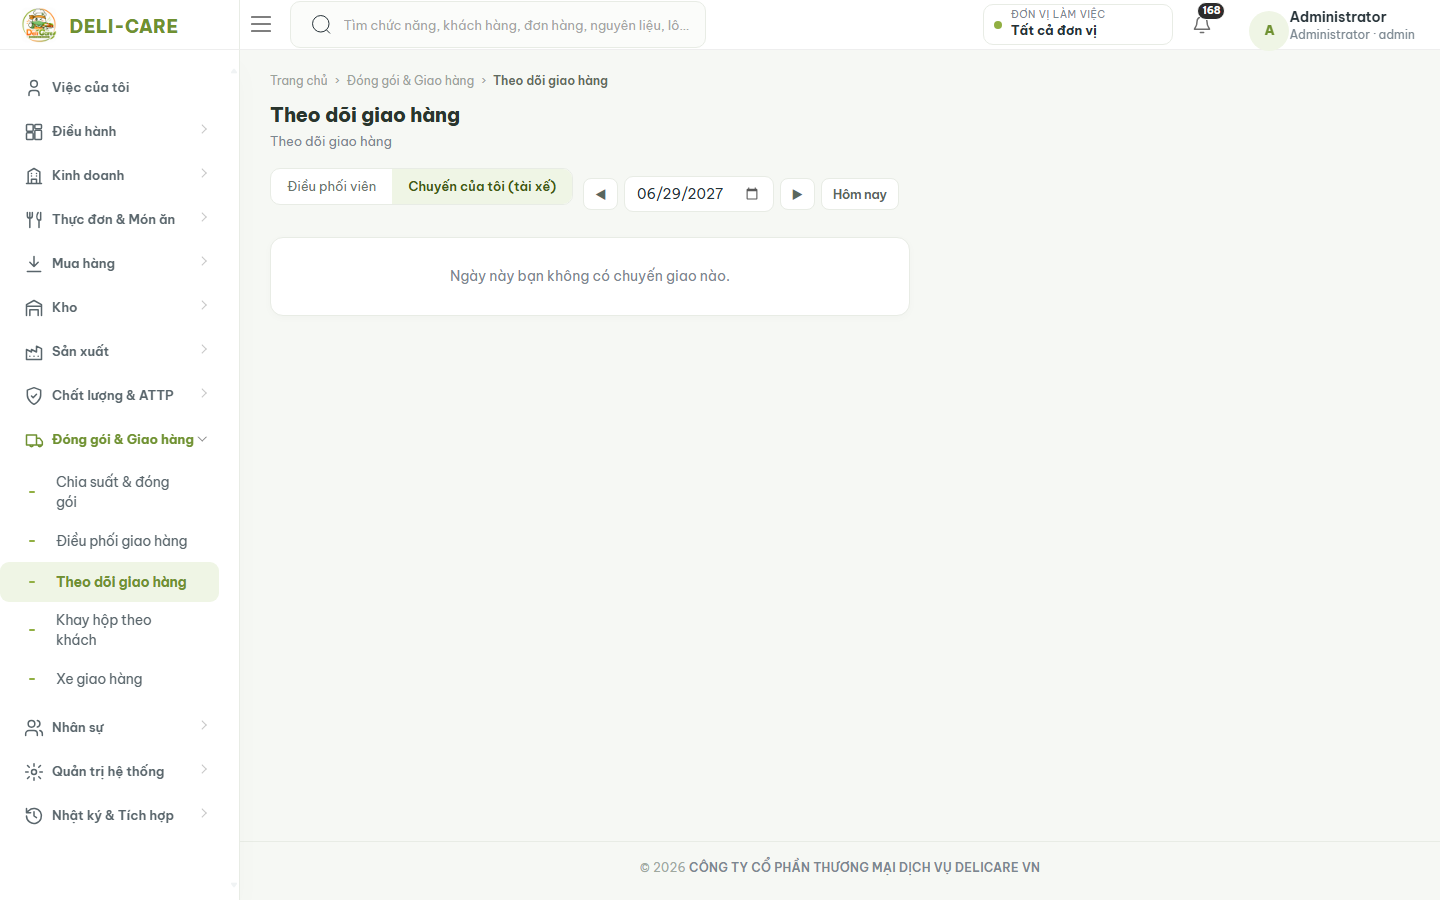 DELI-CARE
Tìm chức năng, khách hàng, đơn hàng, nguyên liệu, lô...
ĐƠN VỊ LÀM VIỆC
Tất cả đơn vị
168
A
Administrator
Administrator · admin
Việc của tôi
Điều hành
Kinh doanh
Thực đơn & Món ăn
Mua hàng
Kho
Sản xuất
Chất lượng & ATTP
Đóng gói & Giao hàng
Chia suất & đóng
gói
Điều phối giao hàng
Theo dõi giao hàng
Khay hộp theo
khách
Xe giao hàng
Nhân sự
Quản trị hệ thống
Nhật ký & Tích hợp
Trang chủ › Đóng gói & Giao hàng › Theo dõi giao hàng
Theo dõi giao hàng
Theo dõi giao hàng
Điều phối viên
Chuyến của tôi (tài xế)
◀
06/29/2027
▶
Hôm nay
Ngày này bạn không có chuyến giao nào.
© 2026 CÔNG TY CỔ PHẦN THƯƠNG MẠI DỊCH VỤ DELICARE VN